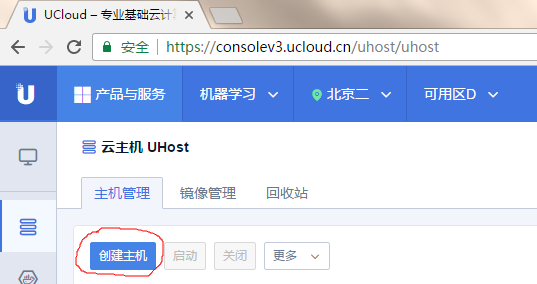 UCloud – 专业基础云计
安全 https://consolev3.ucloud.cn/uhost/uhost
U 产品与服务 机器学习 北京二 可用区D
云主机 UHost
主机管理 镜像管理 回收站
创建主机 启动 关闭 更多